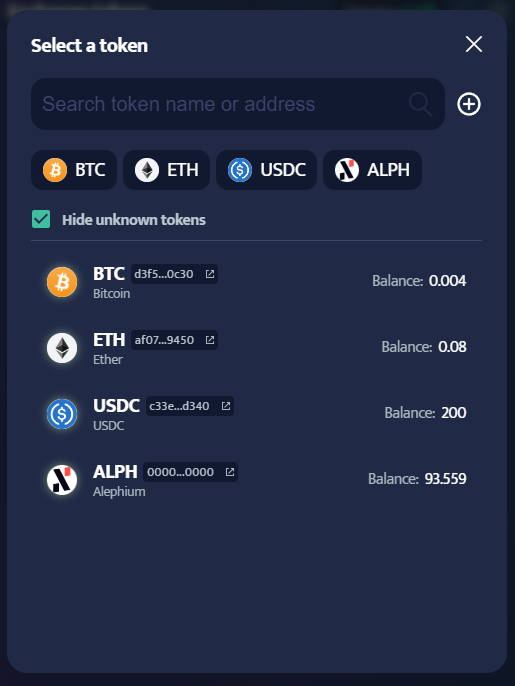 Select a token
Search token name or address
BTC ETH USDC ALPH
Hide unknown tokens
BTC d3f5...0c30 Balance: 0.004
Bitcoin
ETH af07...9450 Balance: 0.08
Ether
USDC c33e...d340 Balance: 200
USDC
ALPH 0000...0000 Balance: 93.559
Alephium